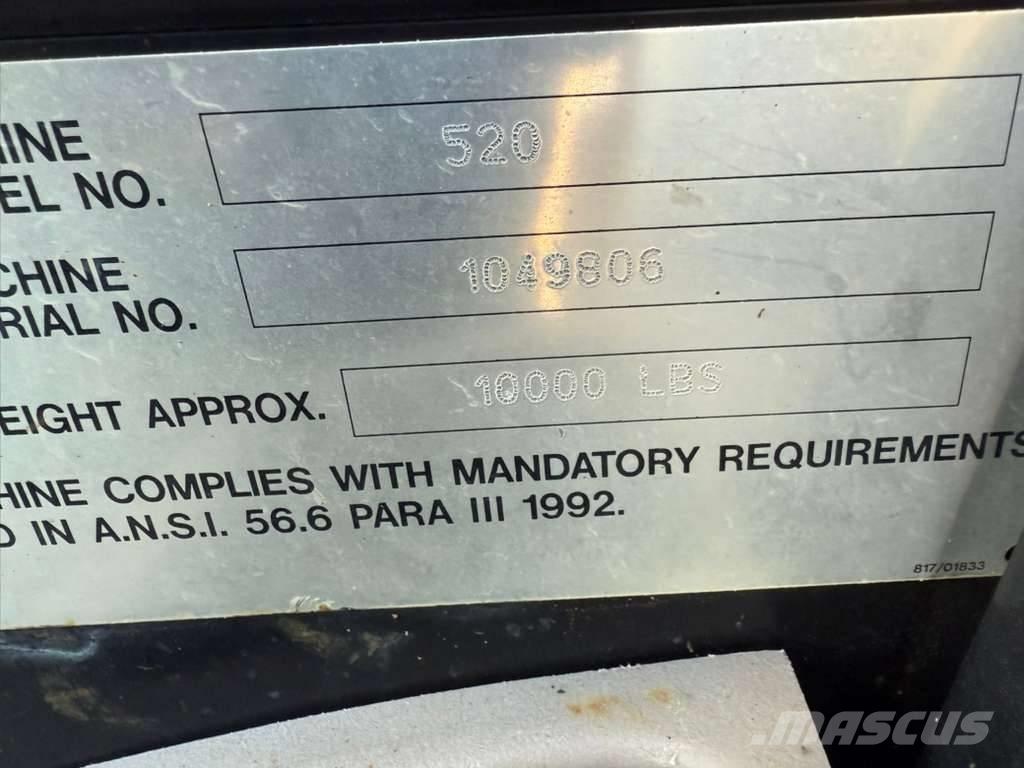 HINE 520
EL NO.
CHINE 1049806
RIAL NO.
EIGHT APPROX. 10000 LBS
HINE COMPLIES WITH MANDATORY REQUIREMENTS
D IN A.N.S.I. 56.6 PARA III 1992.
817/01833
MASCUS